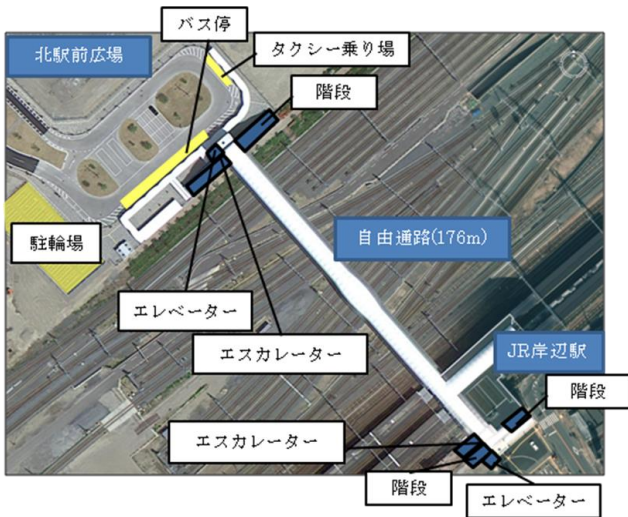 バス停
北駅前広場
タクシー乗り場
階段
駐輪場
自由通路(176m)
エレベーター
エスカレーター
JR岸辺駅
階段
エスカレーター
階段
エレベーター